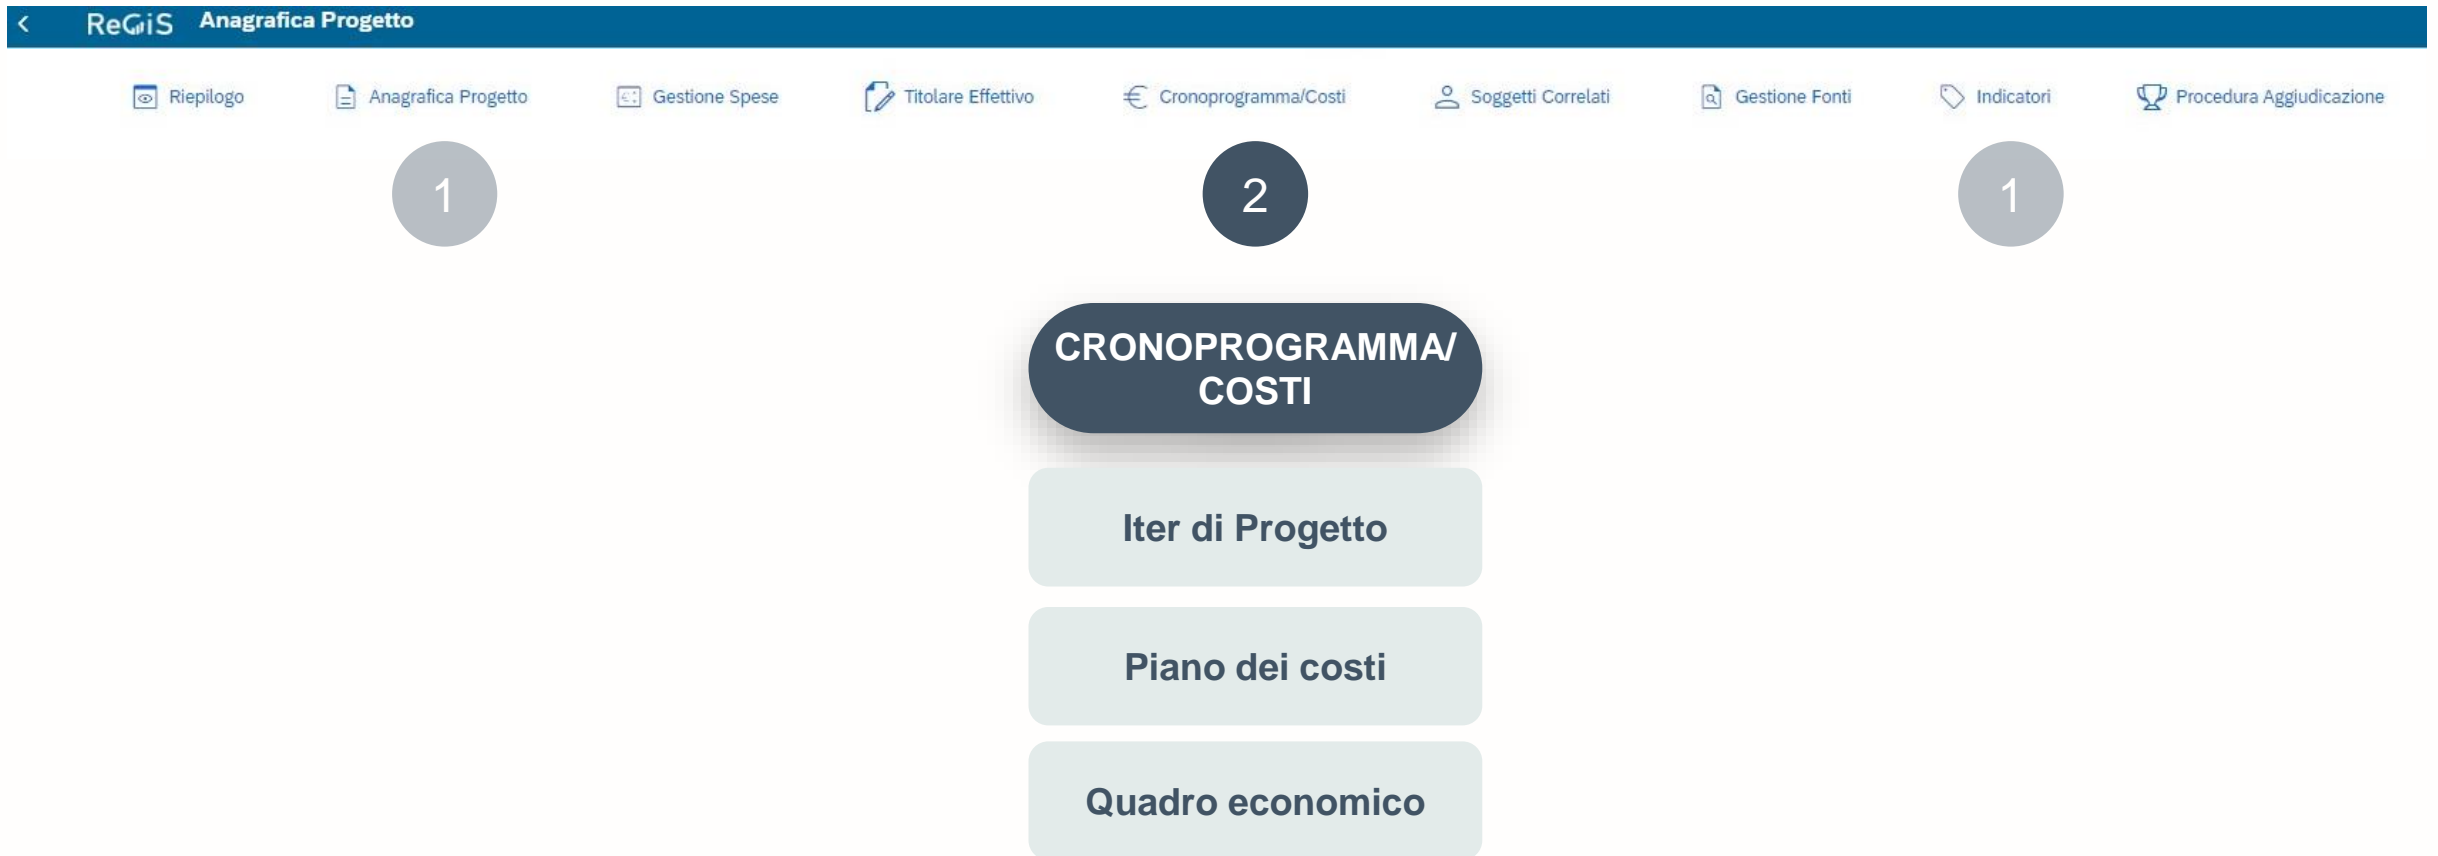 ReGiS Anagrafica Progetto
Riepilogo Anagrafica Progetto Gestione Spese Titolare Effettivo Cronoprogramma/Costi Soggetti Correlati Gestione Fonti Indicatori Procedura Aggiudicazione
1 2 1
CRONOPROGRAMMA/
COSTI
Iter di Progetto
Piano dei costi
Quadro economico